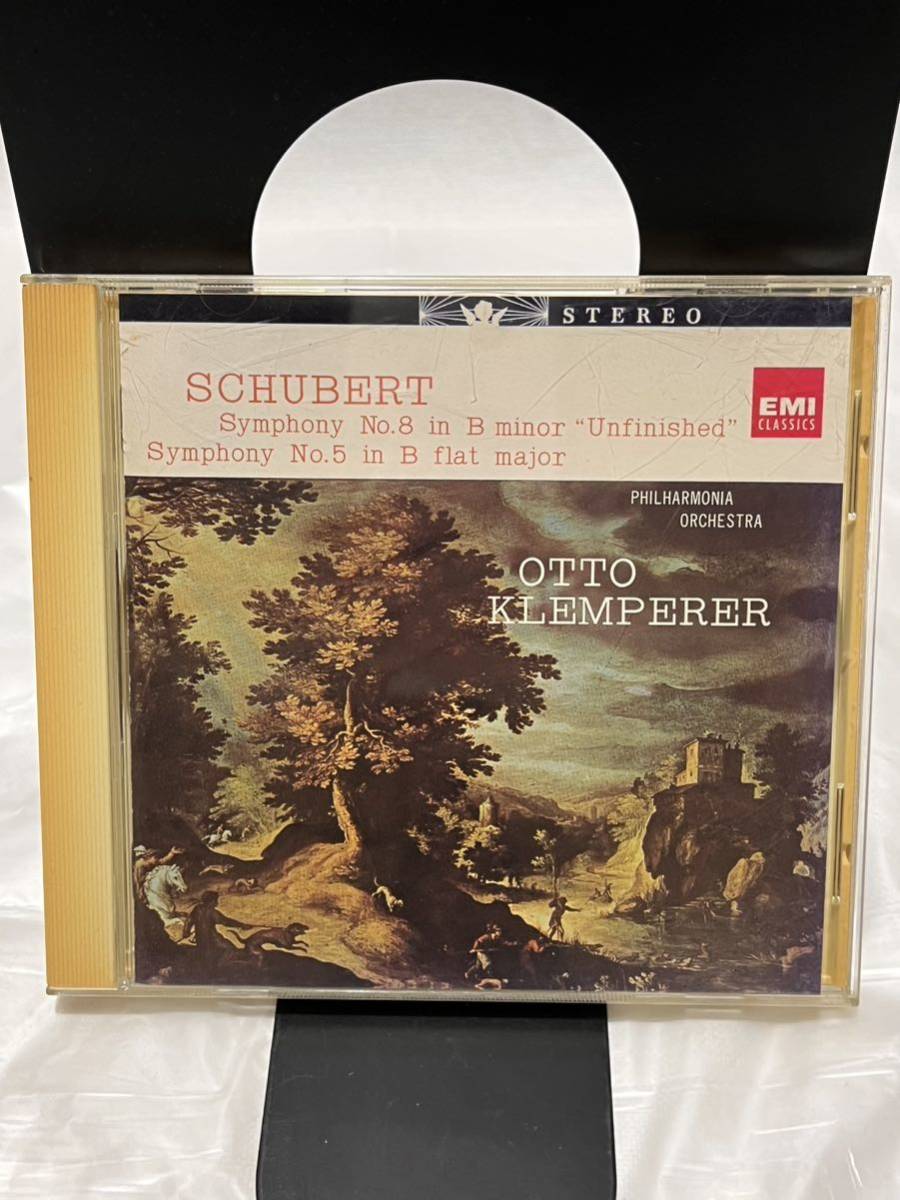 STEREO
SCHUBERT
Symphony No.8 in B minor "Unfinished"
Symphony No.5 in B flat major
EMI
CLASSICS
PHILHARMONIA
ORCHESTRA
OTTO
KLEMPERER